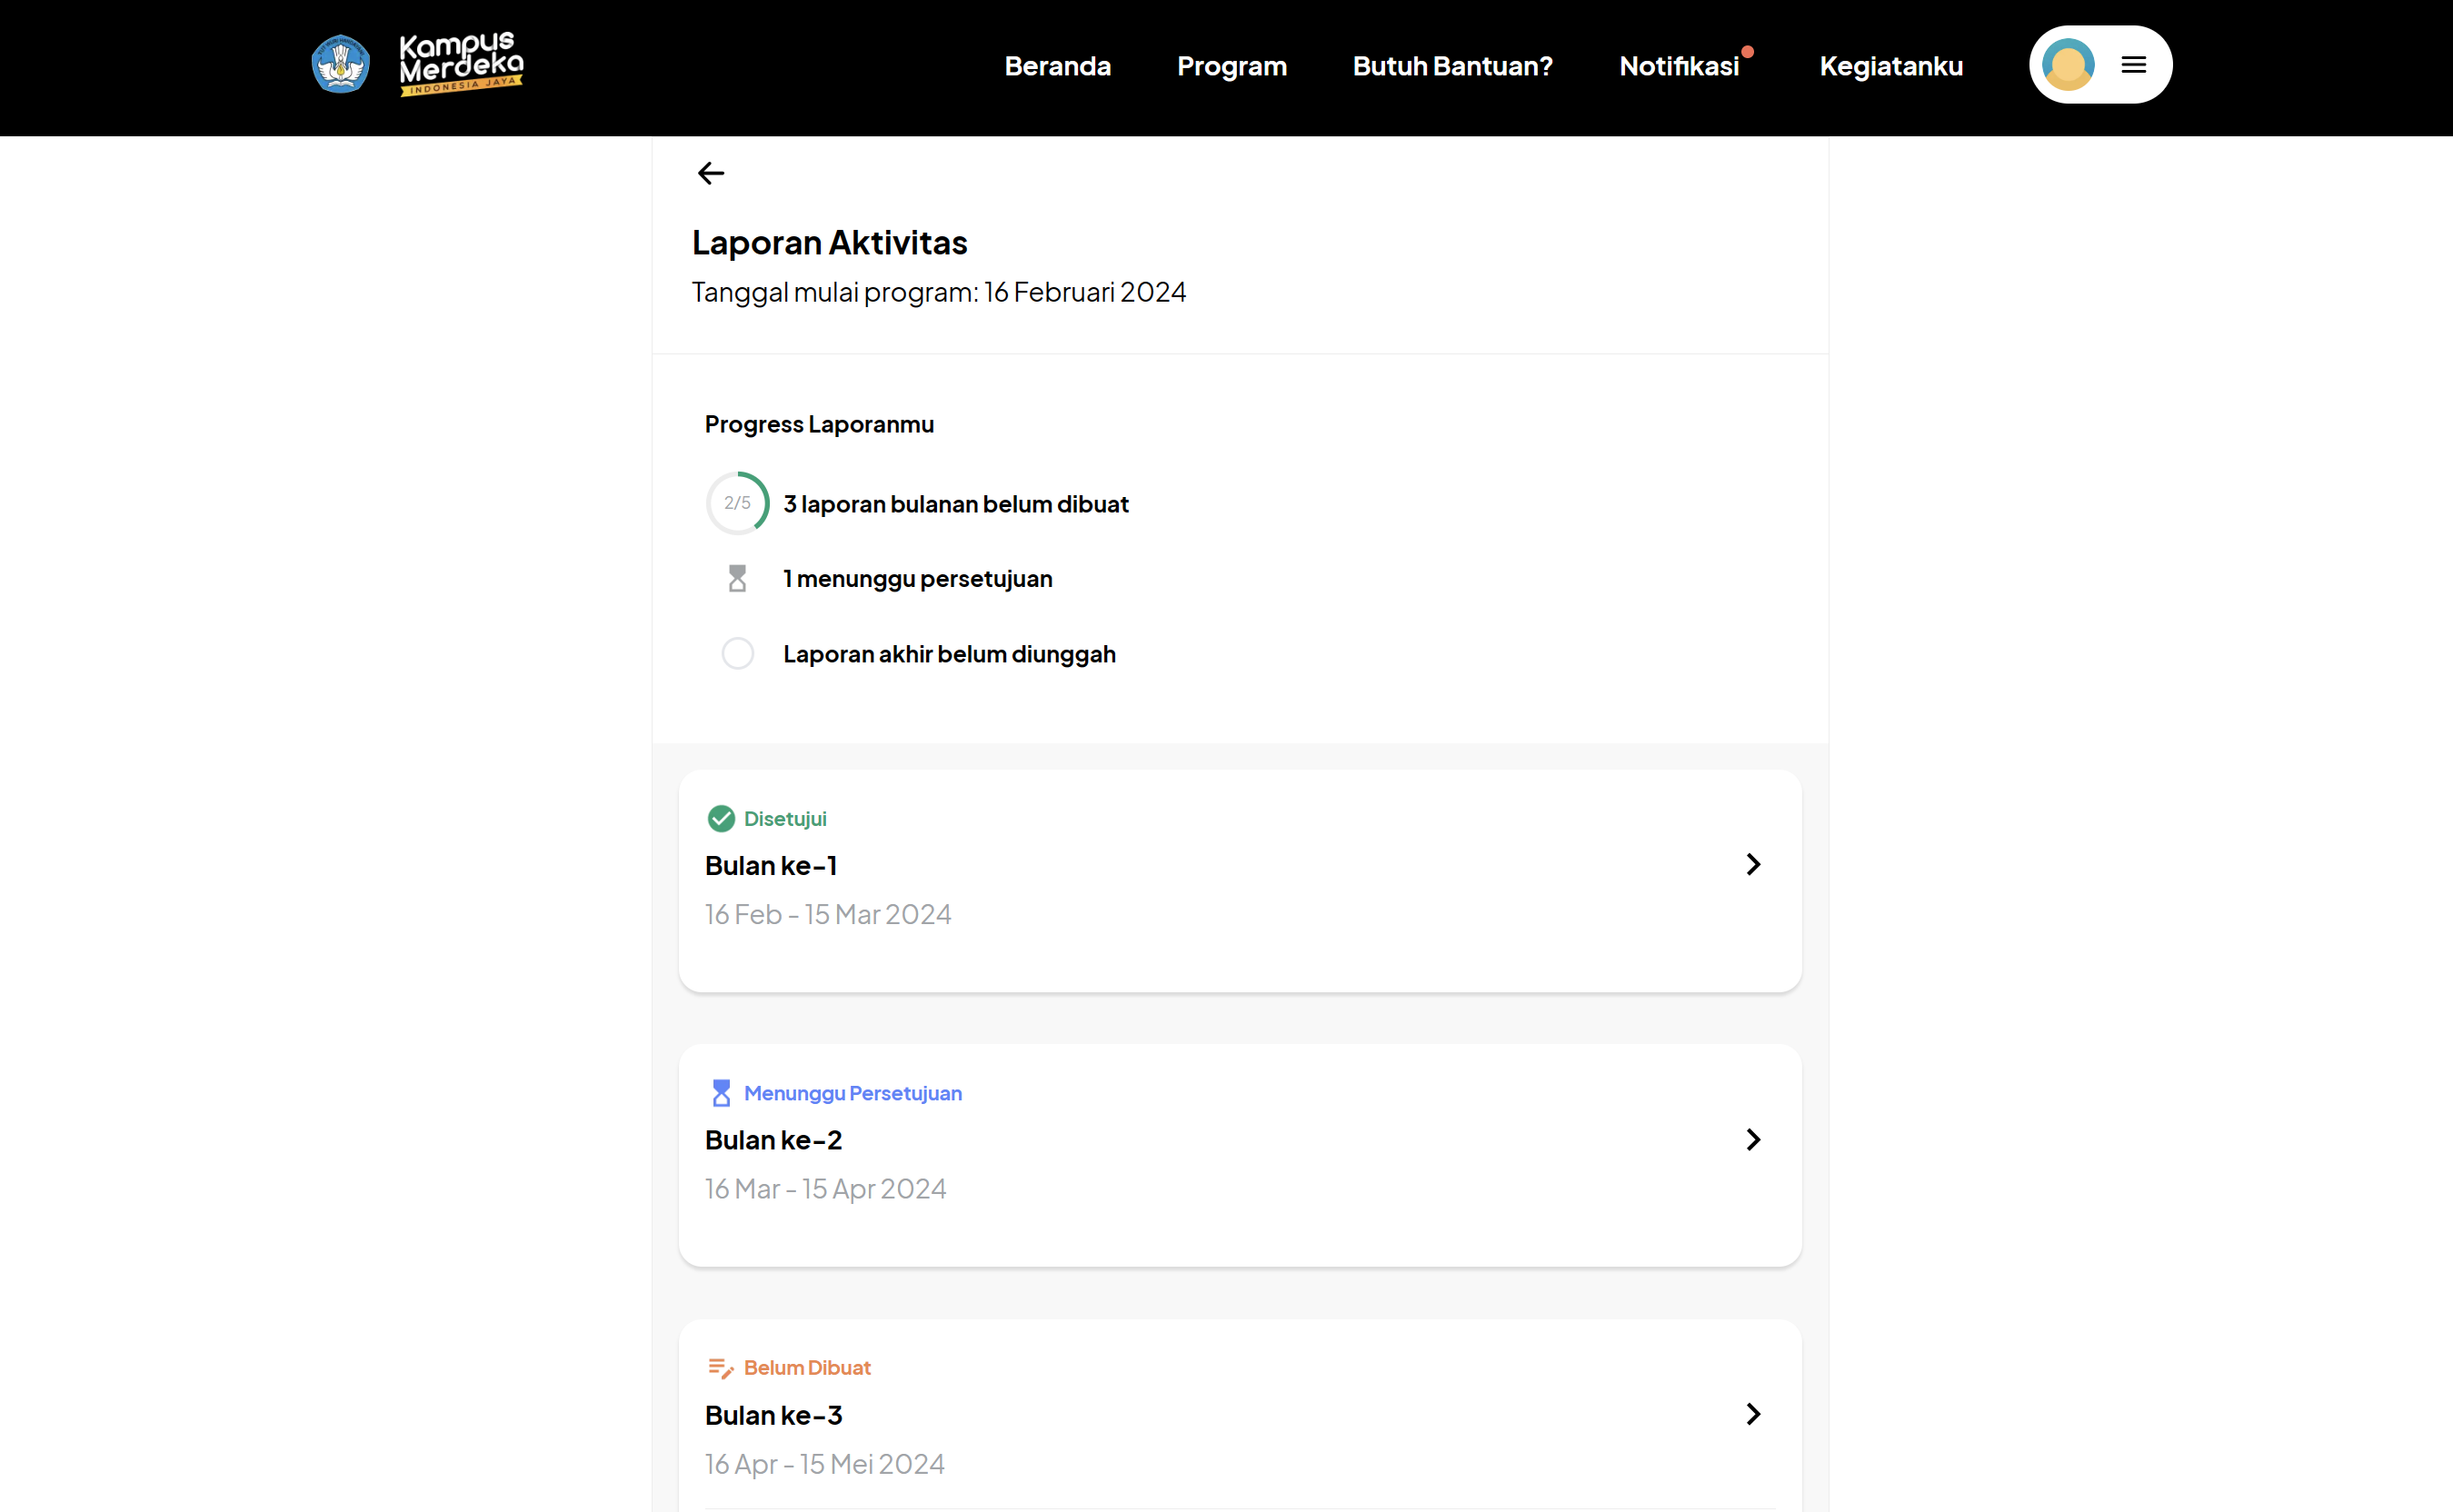 Kampus
Merdeka
INDONESIA JAYA
Beranda
Program
Butuh Bantuan?
Notifikasi
Kegiatanku
Laporan Aktivitas
Tanggal mulai program: 16 Februari 2024
Progress Laporanmu
2/5
3 laporan bulanan belum dibuat
1 menunggu persetujuan
Laporan akhir belum diunggah
Disetujui
Bulan ke-1
16 Feb - 15 Mar 2024
Menunggu Persetujuan
Bulan ke-2
16 Mar - 15 Apr 2024
Belum Dibuat
Bulan ke-3
16 Apr - 15 Mei 2024